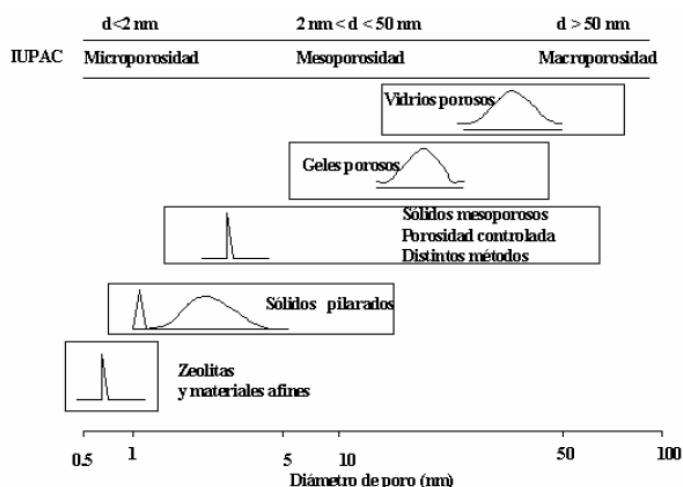 d<2 nm 2 nm < d < 50 nm d > 50 nm
IUPAC Microporosidad Mesoporosidad Macroporosidad
Vidrios porosos
Geles porosos
Sólidos mesoporosos
Porosidad controlada
Distintos métodos
Sólidos pilarados
Zeolitas
y materiales afines
0.5 1 5 10 50 100
Diámetro de poro (nm)